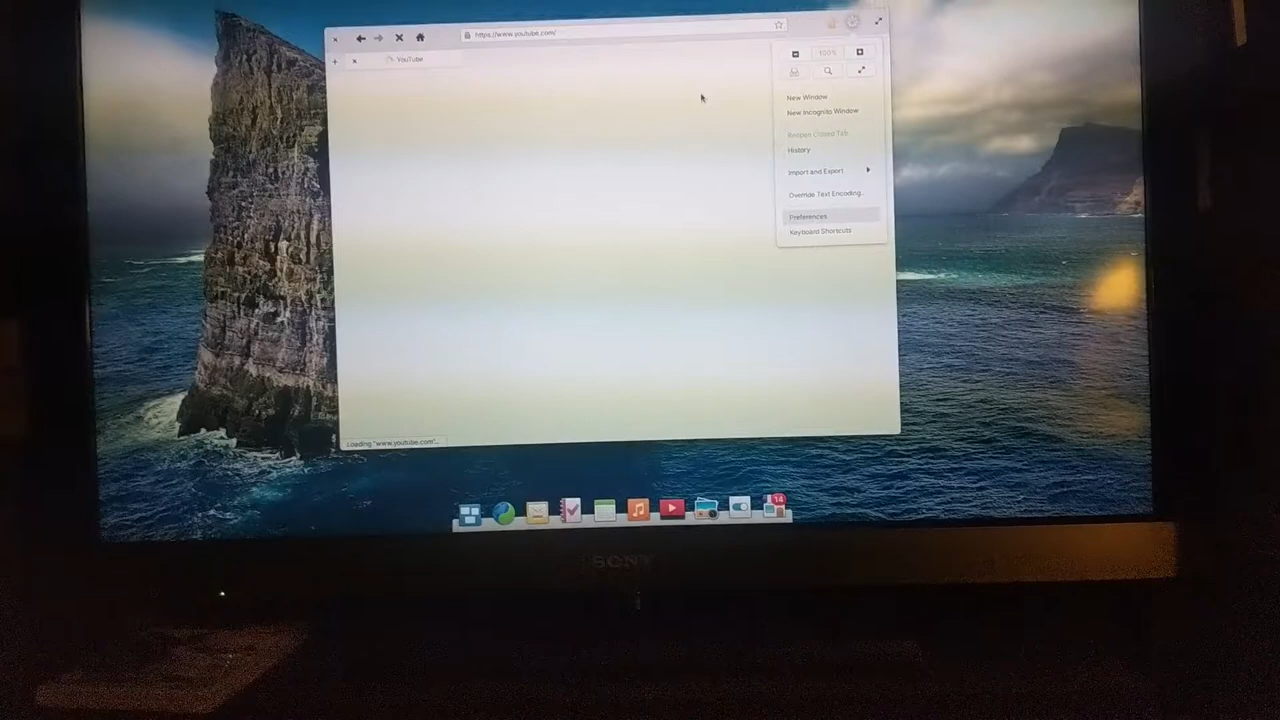 https://www.youtube.com/
YouTube
100%
New Window
New Incognito Window
Reopen Closed Tab
History
Import and Export
Override Text Encoding...
Preferences
Keyboard Shortcuts
Loading "www.youtube.com"...
14
SONY